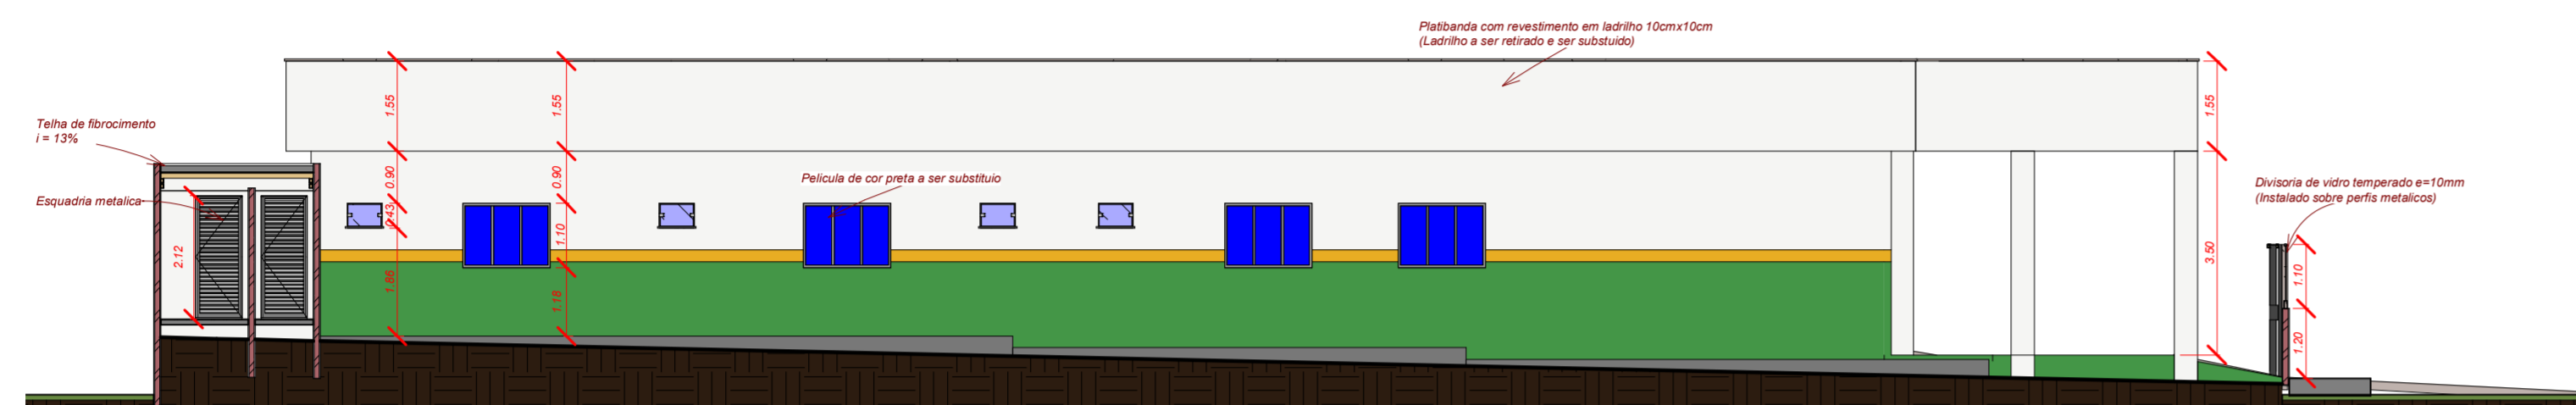 Platibanda com revestimento em ladrilho 10cmx10cm
(Ladrilho a ser retirado e ser substuido)
Telha de fibrocimento
i = 13%
Esquadria metalica
Pelicula de cor preta a ser substituio
Divisoria de vidro temperado e=10mm
(Instalado sobre perfis metalicos)
2.12
1.55
0.90
0.43
1.86
1.55
0.90
1.10
1.18
1.55
3.50
1.10
1.20